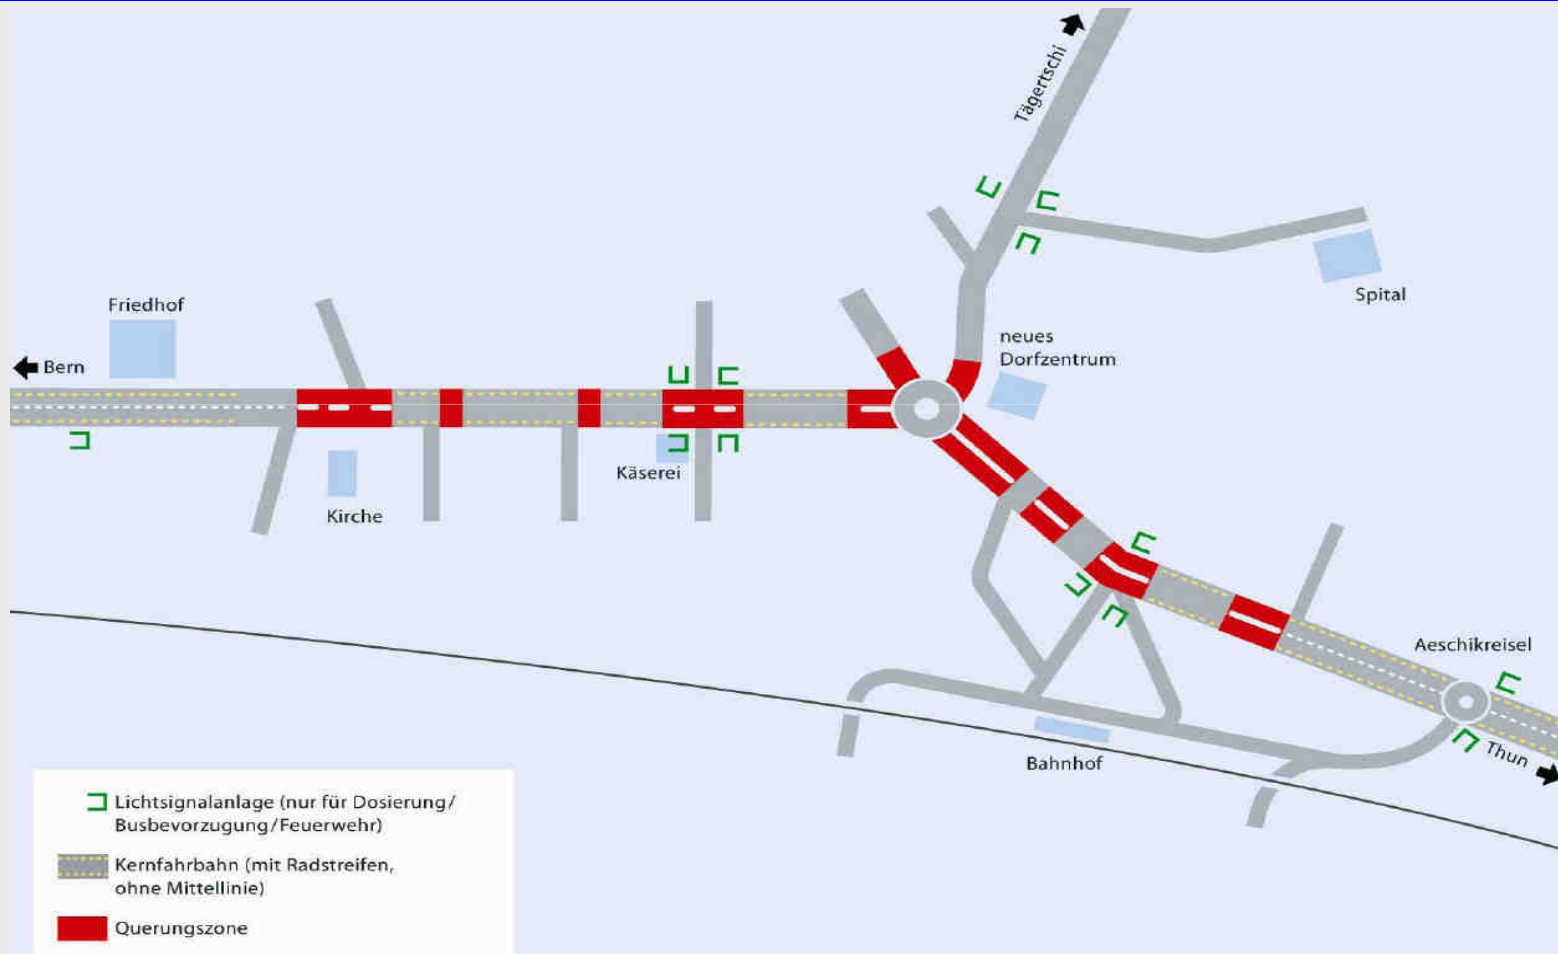 Tägertschi
Friedhof
Bern
Spital
neues
Dorfzentrum
Käserei
Kirche
Aeschikreisel
Thun
Bahnhof
Lichtsignalanlage (nur für Dosierung/
Busbevorzugung/Feuerwehr)
Kernfahrbahn (mit Radstreifen,
ohne Mittellinie)
Querungszone